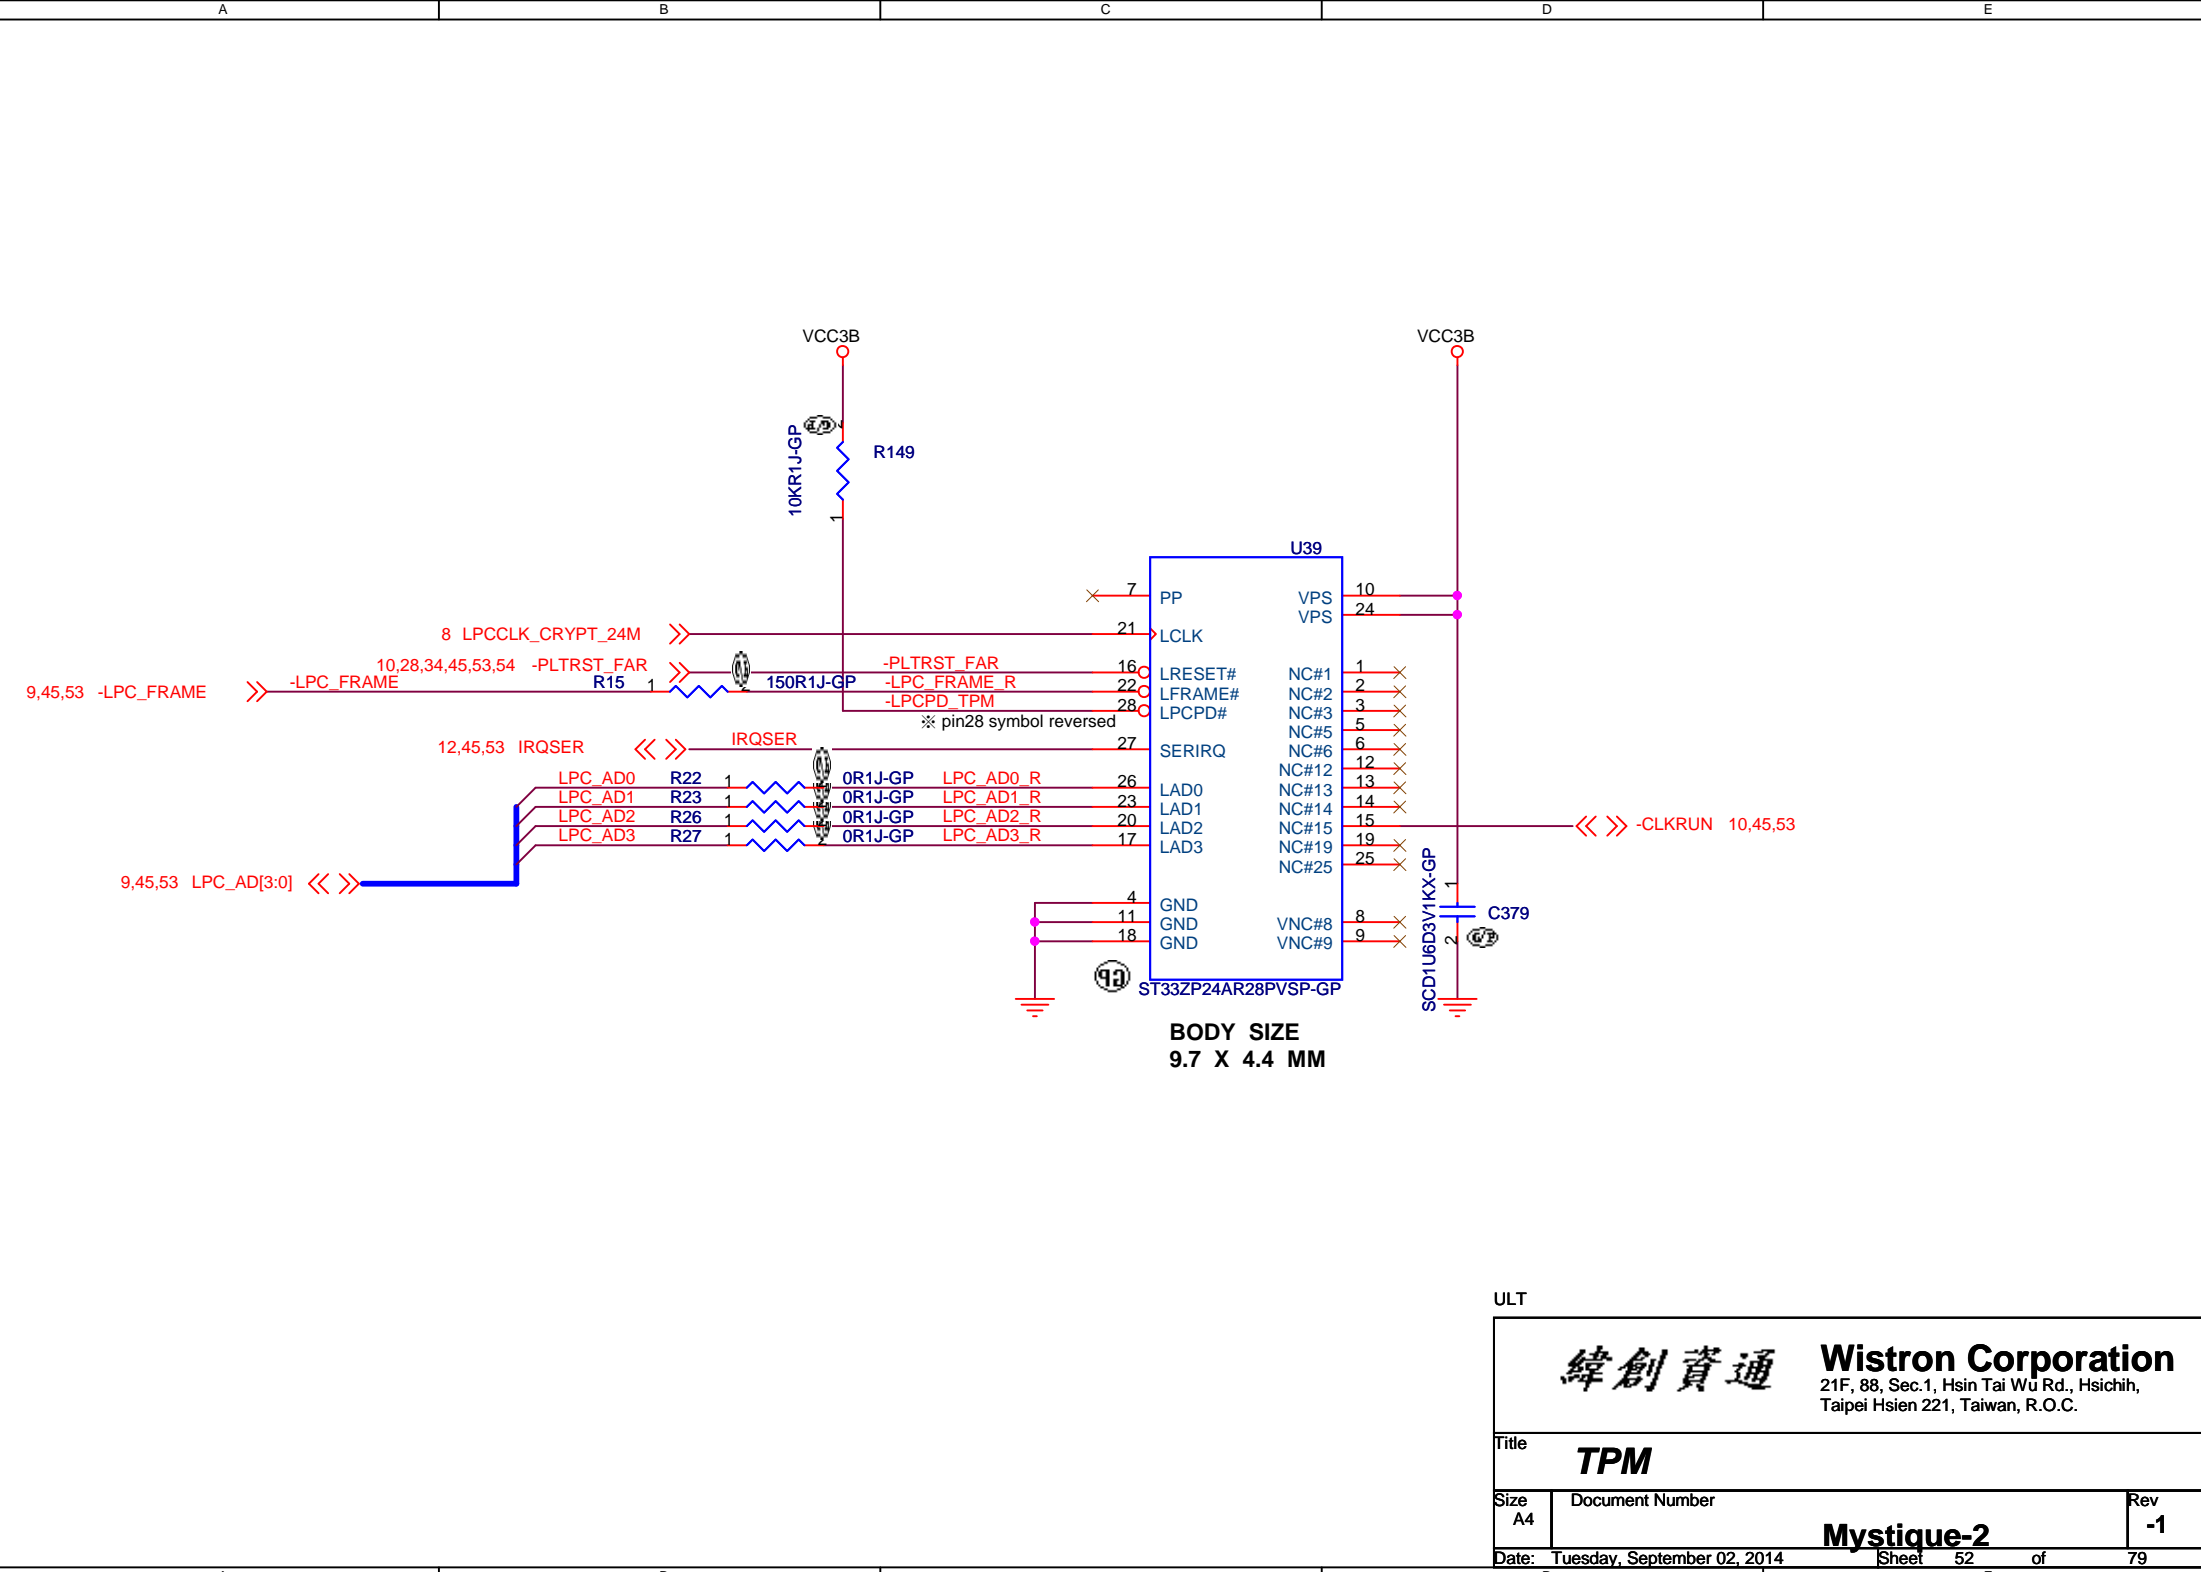 A B C D E
VCC3B VCC3B
10KR1J-GP
R149
1
U39
7 PP VPS 10
VPS 24
8 LPCCLK_CRYPT_24M 21 LCLK
10,28,34,45,53,54 -PLTRST_FAR -PLTRST_FAR 16 LRESET# NC#1 1
9,45,53 -LPC_FRAME -LPC_FRAME R15 1 2 150R1J-GP -LPC_FRAME_R 22 LFRAME# NC#2 2
-LPCPD_TPM 28 LPCPD# NC#3 3
※ pin28 symbol reversed
NC#5 5
12,45,53 IRQSER IRQSER 27 SERIRQ NC#6 6
NC#12 12
LPC_AD0 R22 1 0R1J-GP LPC_AD0_R 26 LAD0 NC#13 13
LPC_AD1 R23 1 0R1J-GP LPC_AD1_R 23 LAD1 NC#14 14
LPC_AD2 R26 1 0R1J-GP LPC_AD2_R 20 LAD2 NC#15 15 -CLKRUN 10,45,53
LPC_AD3 R27 1 2 0R1J-GP LPC_AD3_R 17 LAD3 NC#19 19
NC#25 25
9,45,53 LPC_AD[3:0]
4 GND
11 GND VNC#8 8
18 GND VNC#9 9
SCD1U6D3V1KX-GP
1
C379
2
G/P
GP
ST33ZP24AR28PVSP-GP
BODY SIZE
9.7 X 4.4 MM
ULT
緯創資通
Wistron Corporation
21F, 88, Sec.1, Hsin Tai Wu Rd., Hsichih,
Taipei Hsien 221, Taiwan, R.O.C.
Title
TPM
Size
A4
Document Number
Mystique-2
Rev
-1
Date: Tuesday, September 02, 2014 Sheet 52 of 79